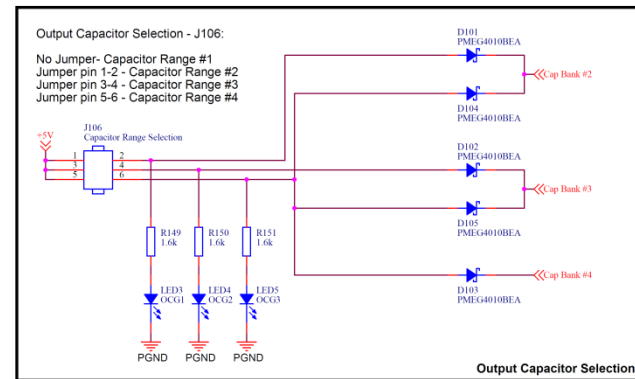 Output Capacitor Selection - J106:
No Jumper- Capacitor Range #1
Jumper pin 1-2 - Capacitor Range #2
Jumper pin 3-4 - Capacitor Range #3
Jumper pin 5-6 - Capacitor Range #4
D101
PMEG4010BEA
Cap Bank #2
D104
PMEG4010BEA
+5V
J106
Capacitor Range Selection
1 2
3 4
5 6
D102
PMEG4010BEA
Cap Bank #3
D105
PMEG4010BEA
R149
1.6k
R150
1.6k
R151
1.6k
Cap Bank #4
D103
PMEG4010BEA
LED3
OCG1
LED4
OCG2
LED5
OCG3
PGND PGND PGND
Output Capacitor Selection